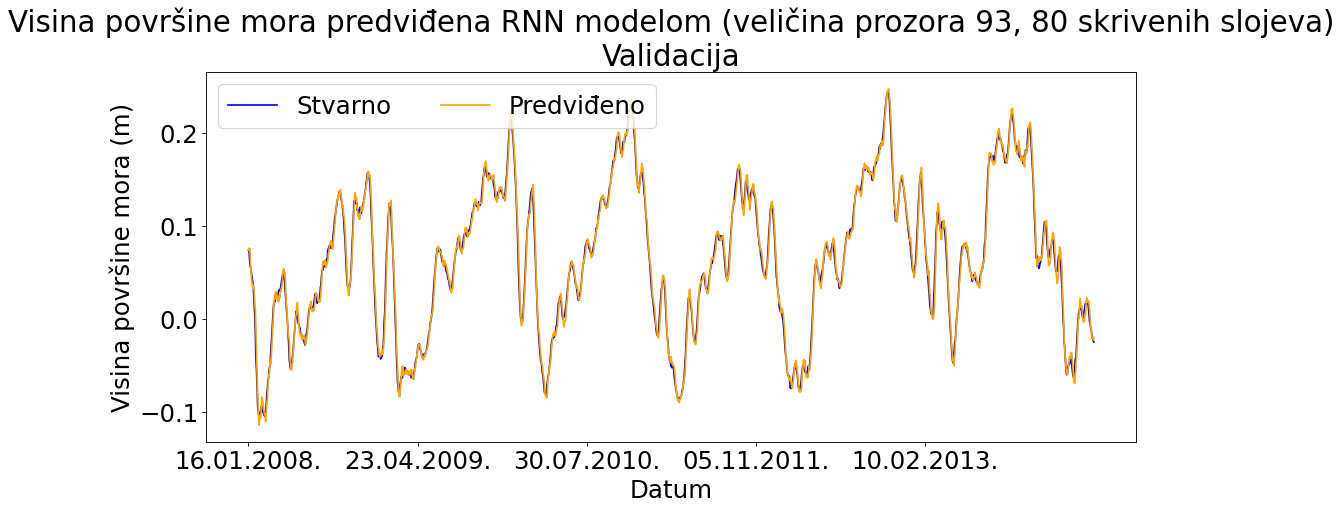 Visina površine mora predviđena RNN modelom (veličina prozora 93, 80 skrivenih slojeva)
Validacija
Stvarno Predviđeno
Visina površine mora (m)
0.2
0.1
0.0
−0.1
16.01.2008. 23.04.2009. 30.07.2010. 05.11.2011. 10.02.2013.
Datum